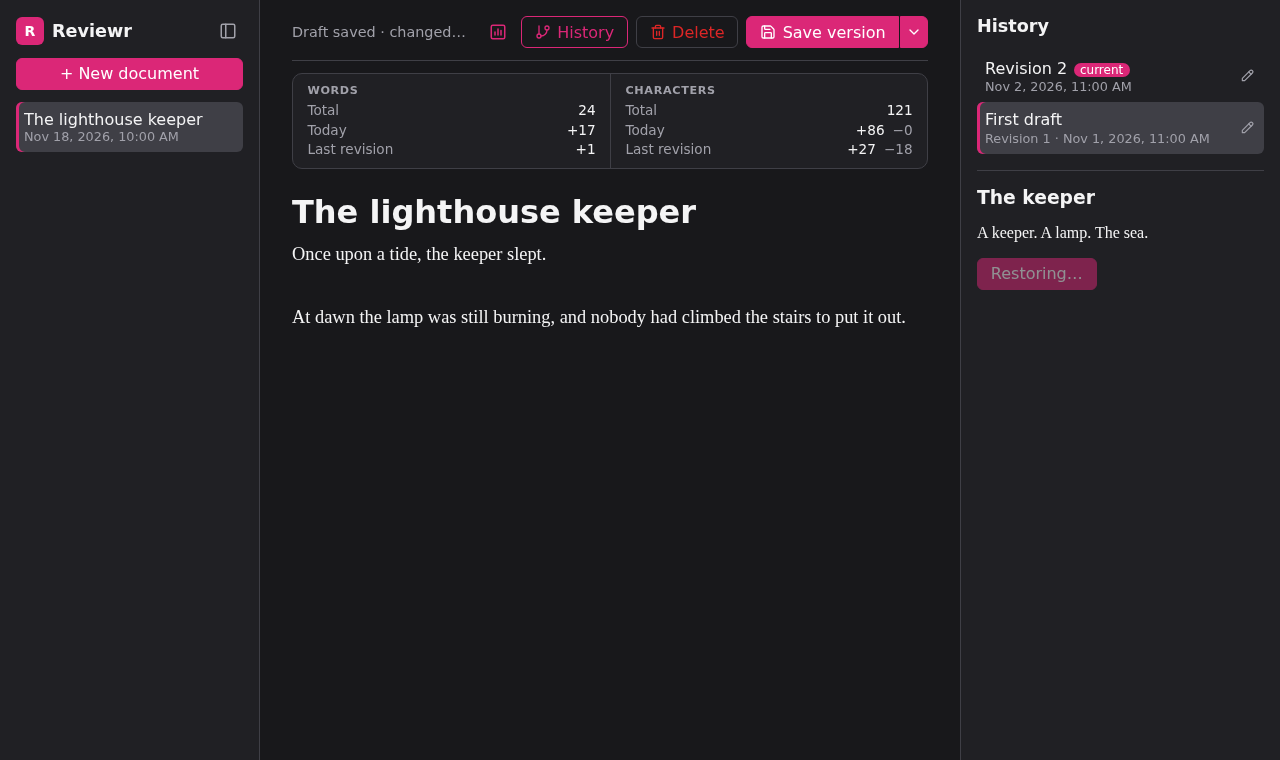 R Reviewr
+ New document
The lighthouse keeper
Nov 18, 2026, 10:00 AM
Draft saved · changed…
History
Delete
Save version
WORDS
Total 24
Today +17
Last revision +1
CHARACTERS
Total 121
Today +86 −0
Last revision +27 −18
The lighthouse keeper
Once upon a tide, the keeper slept.
At dawn the lamp was still burning, and nobody had climbed the stairs to put it out.
History
Revision 2 current
Nov 2, 2026, 11:00 AM
First draft
Revision 1 · Nov 1, 2026, 11:00 AM
The keeper
A keeper. A lamp. The sea.
Restoring…